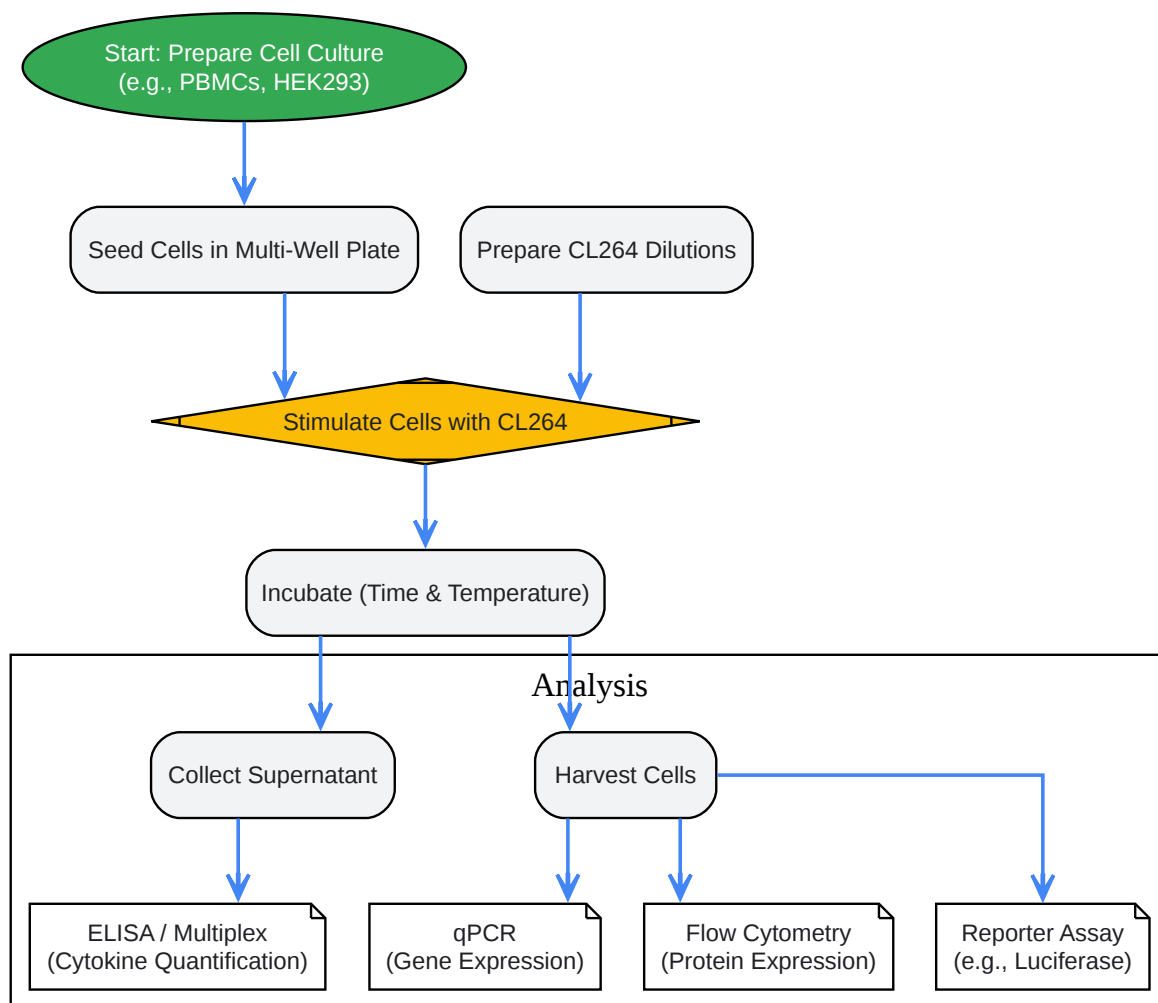 Start: Prepare Cell Culture
(e.g., PBMCs, HEK293)
Seed Cells in Multi-Well Plate
Prepare CL264 Dilutions
Stimulate Cells with CL264
Incubate (Time & Temperature)
Analysis
Collect Supernatant
Harvest Cells
ELISA / Multiplex
(Cytokine Quantification)
qPCR
(Gene Expression)
Flow Cytometry
(Protein Expression)
Reporter Assay
(e.g., Luciferase)